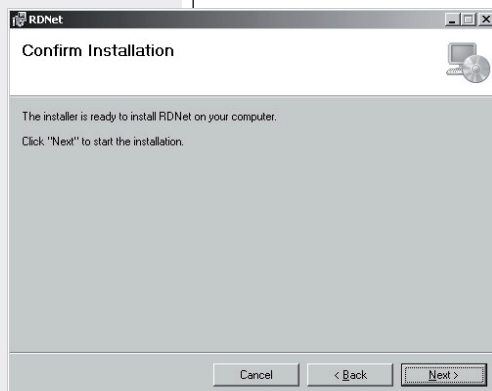 RDNet
Confirm Installation
The installer is ready to install RDNet on your computer.
Click "Next" to start the installation.
Cancel
< Back
Next >